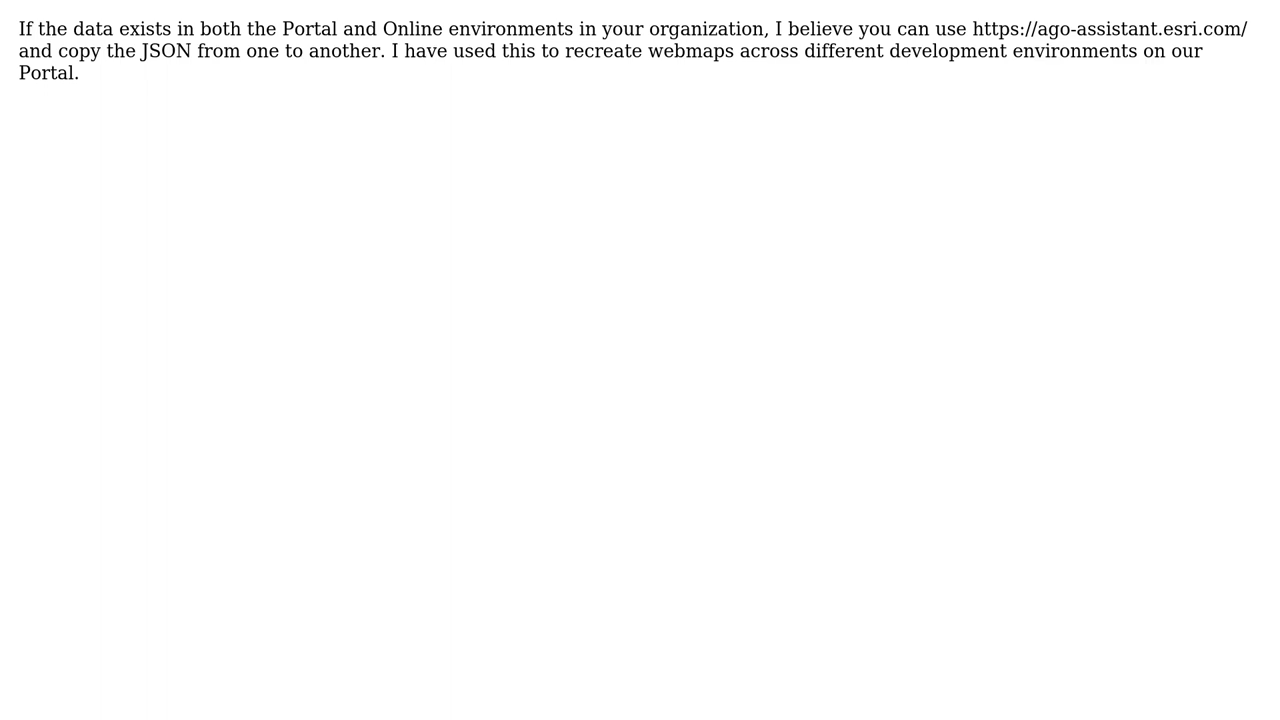 If the data exists in both the Portal and Online environments in your organization, I believe you can use https://ago-assistant.esri.com/
and copy the JSON from one to another. I have used this to recreate webmaps across different development environments on our
Portal.